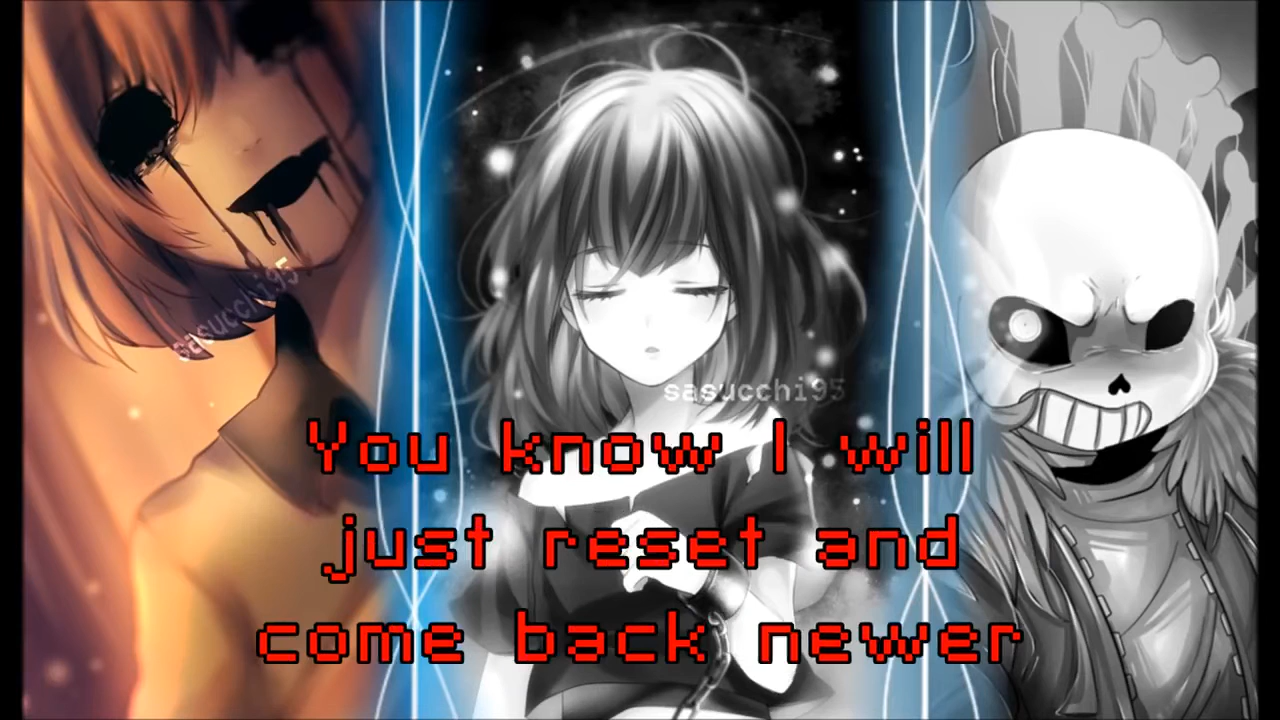 sasucchi95
sasucchi95
You know I will
just reset and
come back newer